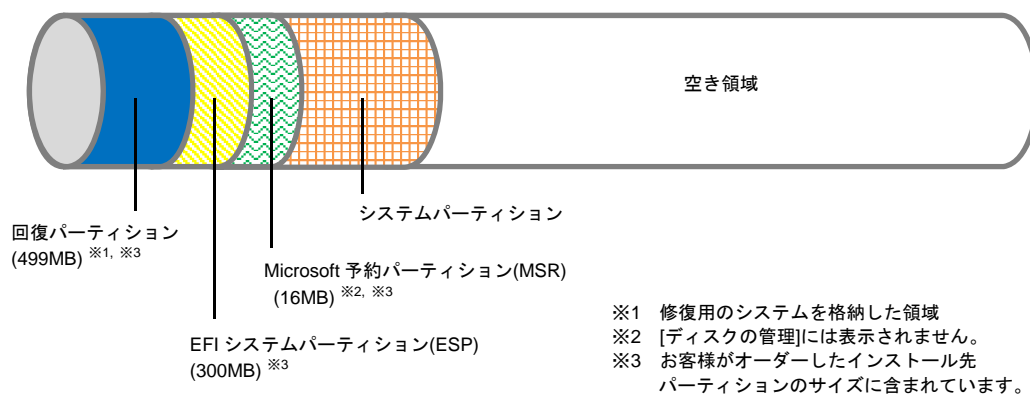 空き領域
システムパーティション
回復パーティション
(499MB) ※1, ※3
Microsoft 予約パーティション(MSR)
(16MB) ※2, ※3
EFI システムパーティション(ESP)
(300MB) ※3
※1 修復用のシステムを格納した領域
※2 [ディスクの管理]には表示されません。
※3 お客様がオーダーしたインストール先
パーティションのサイズに含まれています。